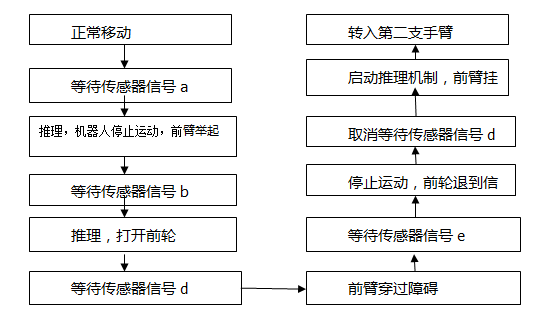 正常移动
等待传感器信号 a
推理，机器人停止运动，前臂举起
等待传感器信号 b
推理，打开前轮
等待传感器信号 d
前臂穿过障碍
等待传感器信号 e
停止运动，前轮退到信
取消等待传感器信号 d
启动推理机制，前臂挂
转入第二支手臂